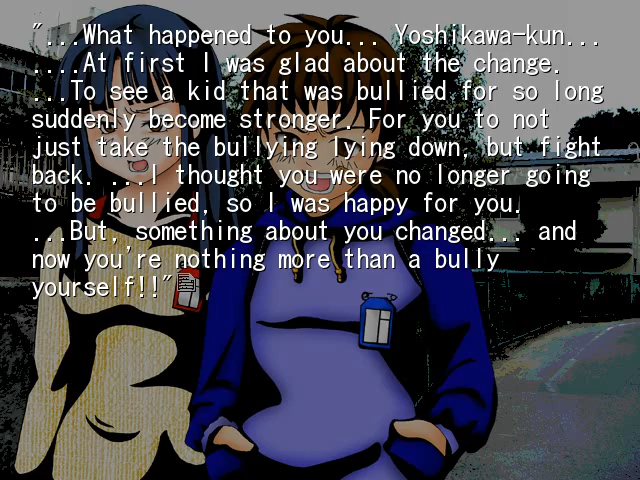 "...What happened to you... Yoshikawa-kun...
....At first I was glad about the change.
...To see a kid that was bullied for so long
suddenly become stronger. For you to not
just take the bullying lying down, but fight
back. ...I thought you were no longer going
to be bullied, so I was happy for you.
...But, something about you changed... and
now you're nothing more than a bully
yourself!!"